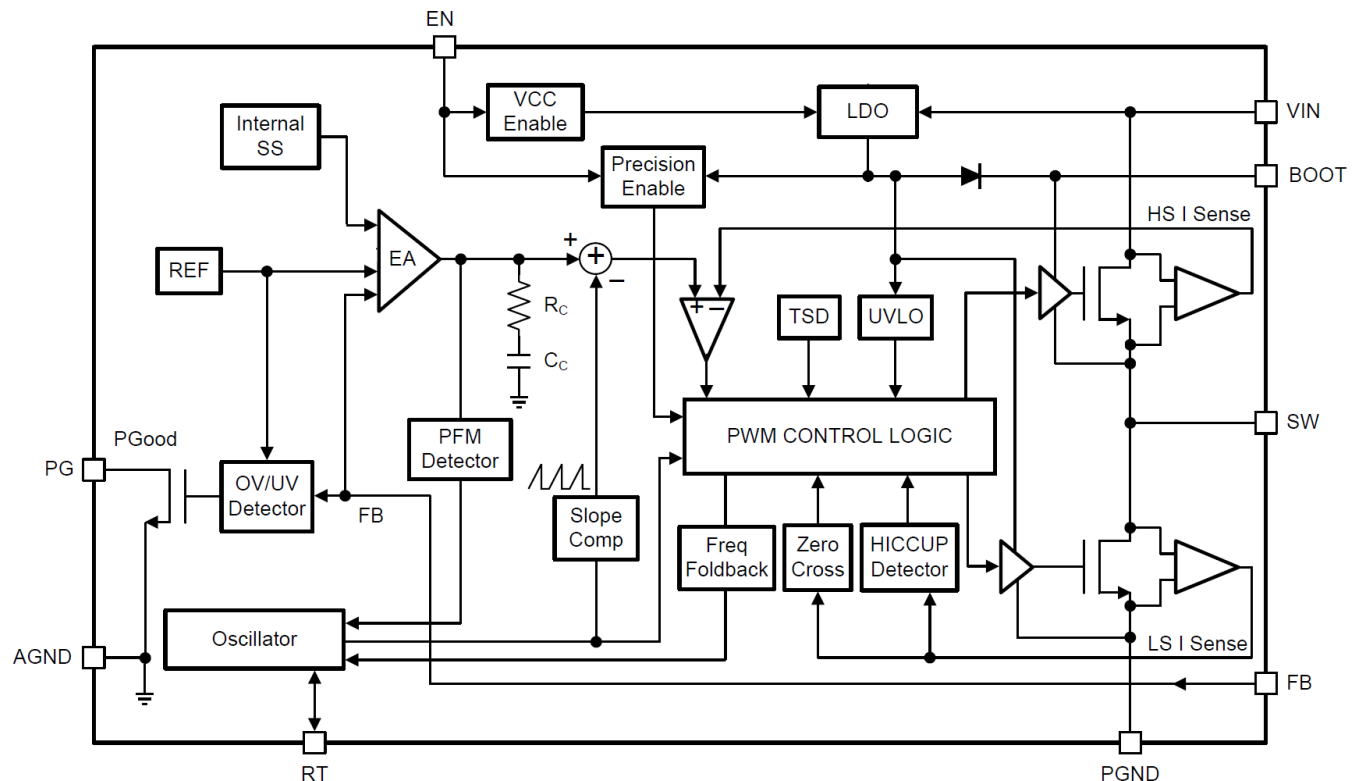 EN
VCC
Enable
LDO
VIN
Internal
SS
Precision
Enable
BOOT
HS I Sense
EA
REF
+
+
−
+ −
R_C
TSD
UVLO
C_C
PWM CONTROL LOGIC
SW
PGood
PFM
Detector
PG
OV/UV
Detector
FB
Slope
Comp
Freq
Foldback
Zero
Cross
HICCUP
Detector
Oscillator
LS I Sense
AGND
FB
RT
PGND